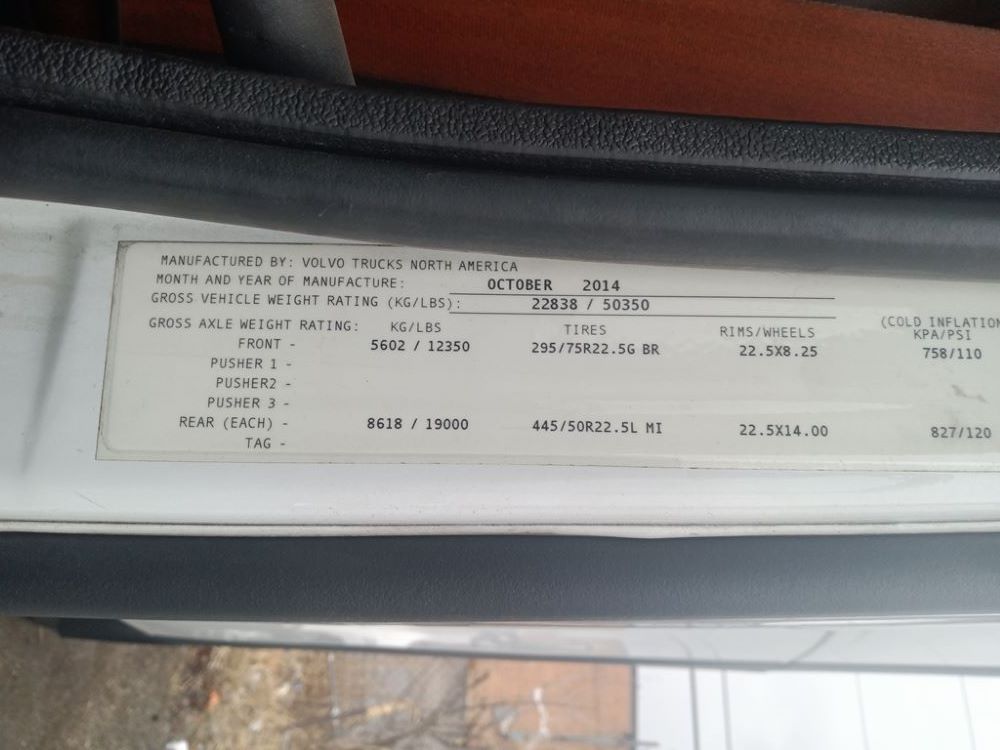 MANUFACTURED BY: VOLVO TRUCKS NORTH AMERICA
MONTH AND YEAR OF MANUFACTURE: OCTOBER 2014
GROSS VEHICLE WEIGHT RATING (KG/LBS): 22838 / 50350
GROSS AXLE WEIGHT RATING: KG/LBS TIRES RIMS/WHEELS (COLD INFLATION KPA/PSI
FRONT - 5602 / 12350 295/75R22.5G BR 22.5X8.25 758/110
PUSHER 1 -
PUSHER2 -
PUSHER 3 -
REAR (EACH) - 8618 / 19000 445/50R22.5L MI 22.5X14.00 827/120
TAG -